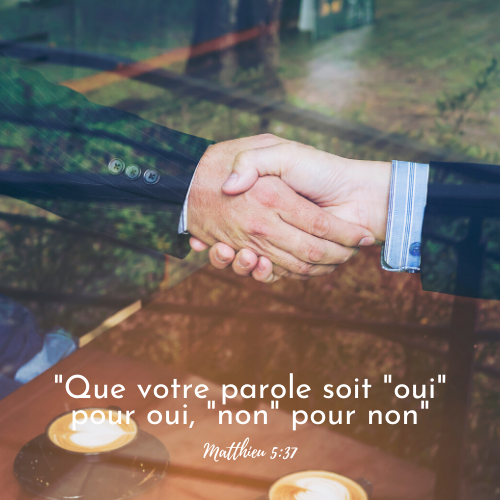 "Que votre parole soit "oui"
pour oui, "non" pour non"
Matthieu 5:37